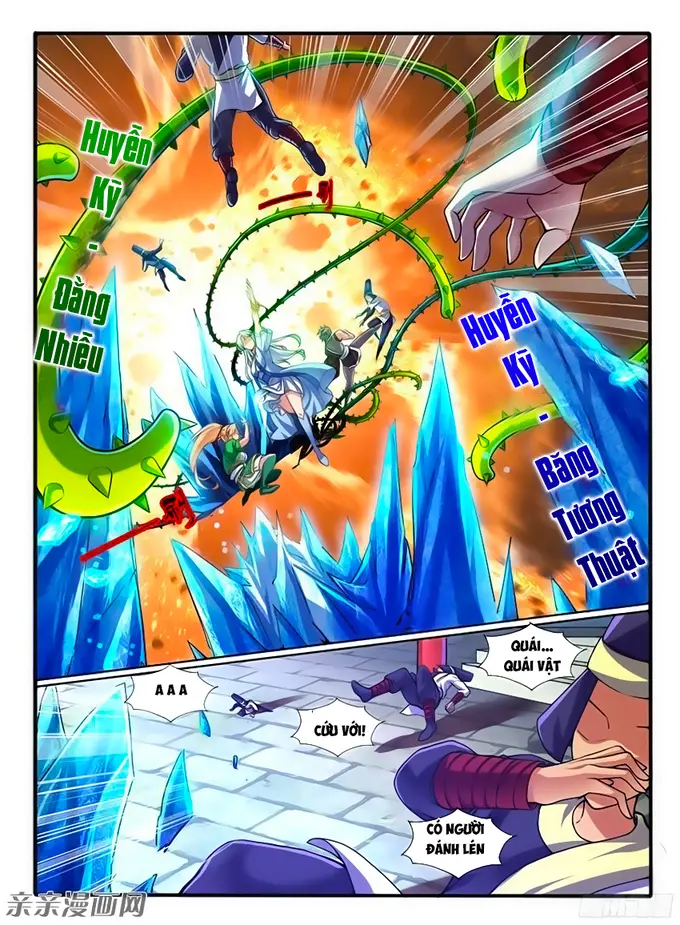 Huyễn
Kỹ
-
Đằng
Nhiễu
Huyễn
Kỹ
-
Băng
Tương
Thuật
QUÁI...
QUÁI VẬT
A A A
CỨU VỚI!
CÓ NGƯỜI
ĐÁNH LÉN
亲亲漫画网